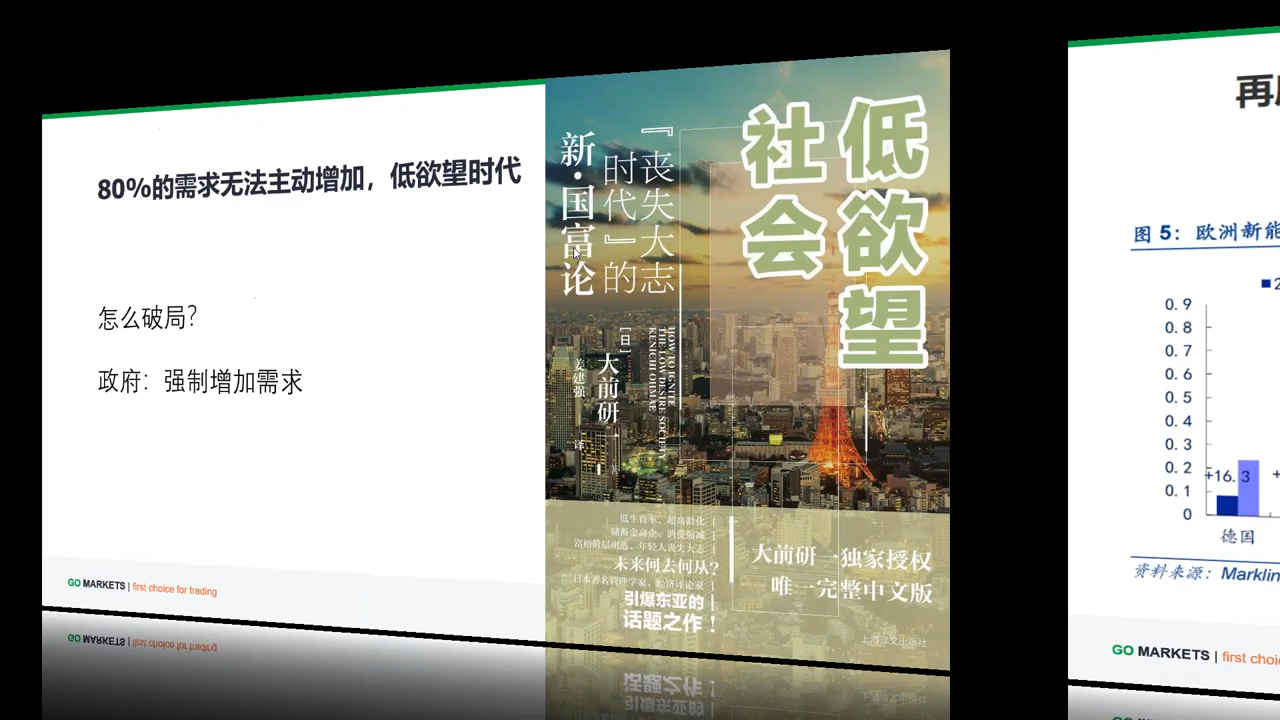 80%的需求无法主动增加，低欲望时代
怎么破局？
政府：强制增加需求
GO MARKETS | first choice for trading
低欲望
社会
『丧失大志
时代』的
新·国富论
HOW TO IGNITE
THE LOW DESIRE SOCIETY
KENICHI OHMAE
[日]
大前研一
著
姜建强
译
低生育率、超高龄化
储蓄金高企、消费缩减
富裕阶层出逃、年轻人丧失大志
未来何去何从？
日本著名管理学家、经济评论家
引爆东亚的
话题之作！
大前研一独家授权
唯一完整中文版
上海译文出版社
图 5：欧洲新能
0.9
0.8
0.7
0.6
0.5
0.4
0.3
0.2
0.1
0
+16.3
德国
资料来源：Marklin
GO MARKETS | first choi